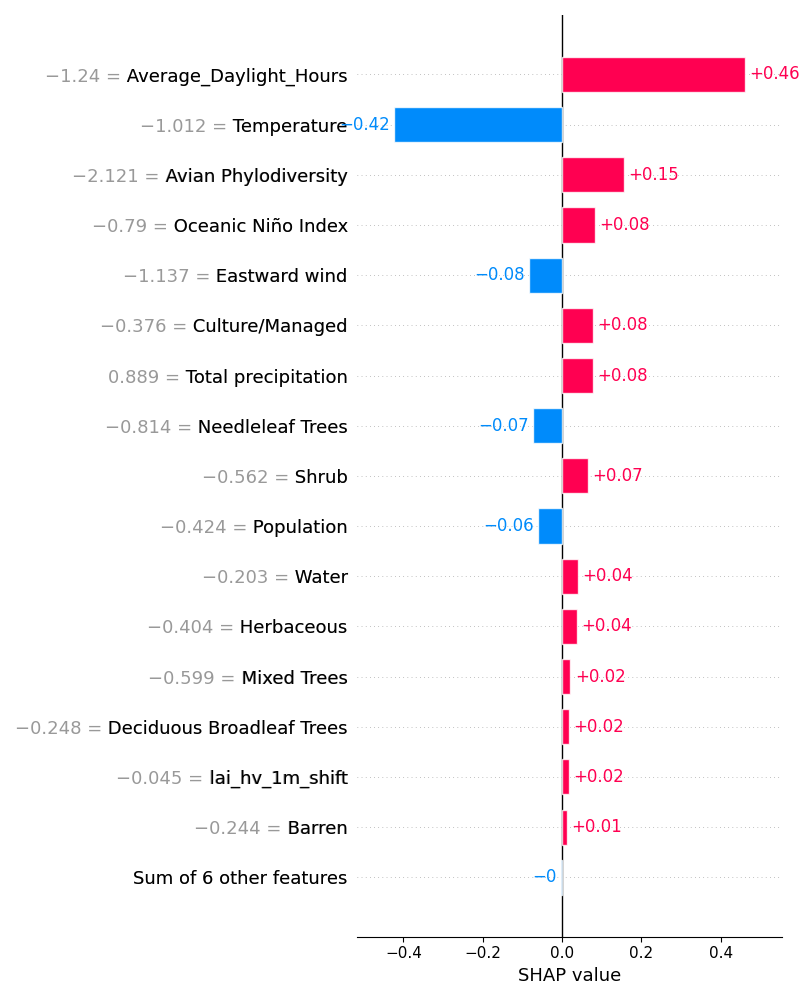 −1.24 = Average_Daylight_Hours +0.46
−1.012 = Temperature −0.42
−2.121 = Avian Phylodiversity +0.15
−0.79 = Oceanic Niño Index +0.08
−1.137 = Eastward wind −0.08
−0.376 = Culture/Managed +0.08
0.889 = Total precipitation +0.08
−0.814 = Needleleaf Trees −0.07
−0.562 = Shrub +0.07
−0.424 = Population −0.06
−0.203 = Water +0.04
−0.404 = Herbaceous +0.04
−0.599 = Mixed Trees +0.02
−0.248 = Deciduous Broadleaf Trees +0.02
−0.045 = lai_hv_1m_shift +0.02
−0.244 = Barren +0.01
Sum of 6 other features −0
−0.4 −0.2 0.0 0.2 0.4
SHAP value